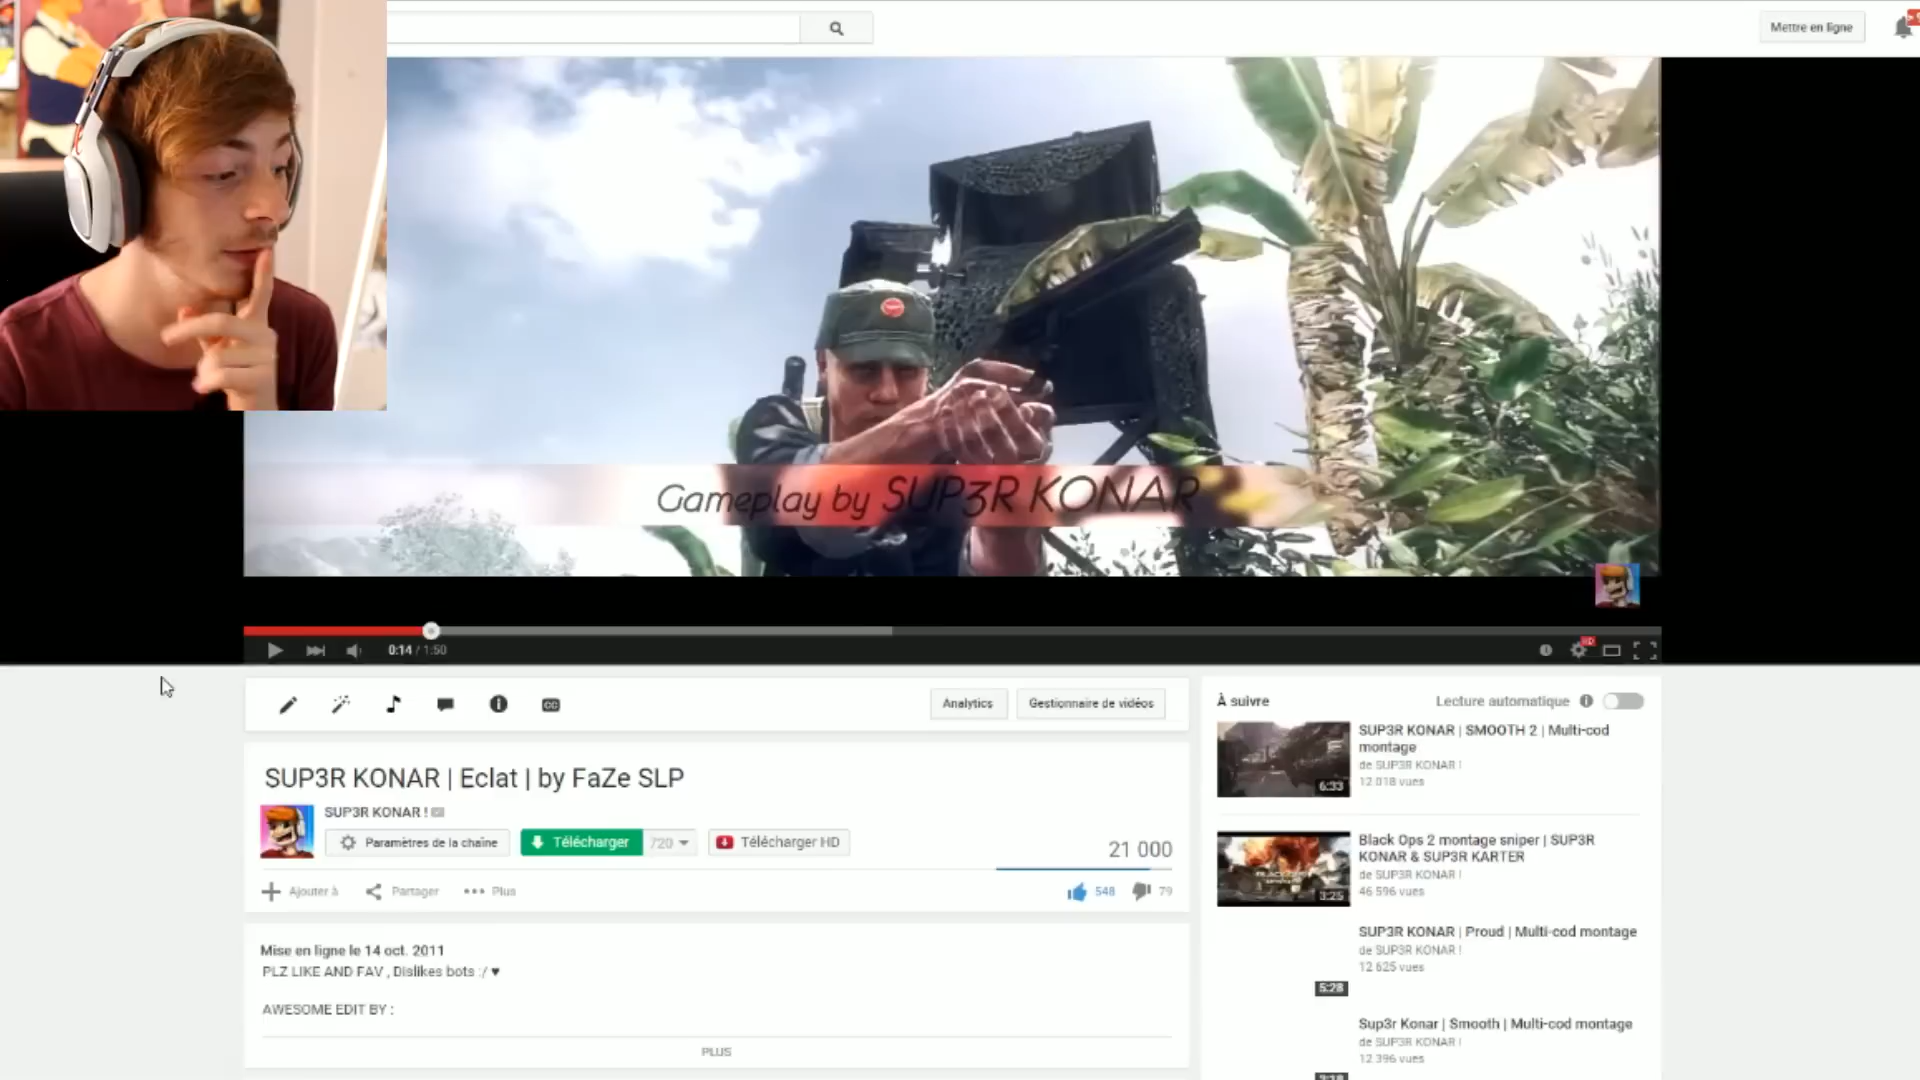 Mettre en ligne
Gameplay by SUP3R KONAR
0:14 / 1:50
HD
CC
Analytics
Gestionnaire de vidéos
SUP3R KONAR | Eclat | by FaZe SLP
SUP3R KONAR !
Paramètres de la chaîne
Télécharger
720
Télécharger HD
21 000
Ajouter à
Partager
Plus
548
79
Mise en ligne le 14 oct. 2011
PLZ LIKE AND FAV , Dislikes bots :/ ♥
AWESOME EDIT BY :
PLUS
À suivre
Lecture automatique
SUP3R KONAR | SMOOTH 2 | Multi-cod
montage
de SUP3R KONAR !
12 018 vues
6:33
Black Ops 2 montage sniper | SUP3R
KONAR & SUP3R KARTER
de SUP3R KONAR !
46 596 vues
3:25
SUP3R KONAR | Proud | Multi-cod montage
de SUP3R KONAR !
12 625 vues
5:28
Sup3r Konar | Smooth | Multi-cod montage
de SUP3R KONAR !
12 396 vues